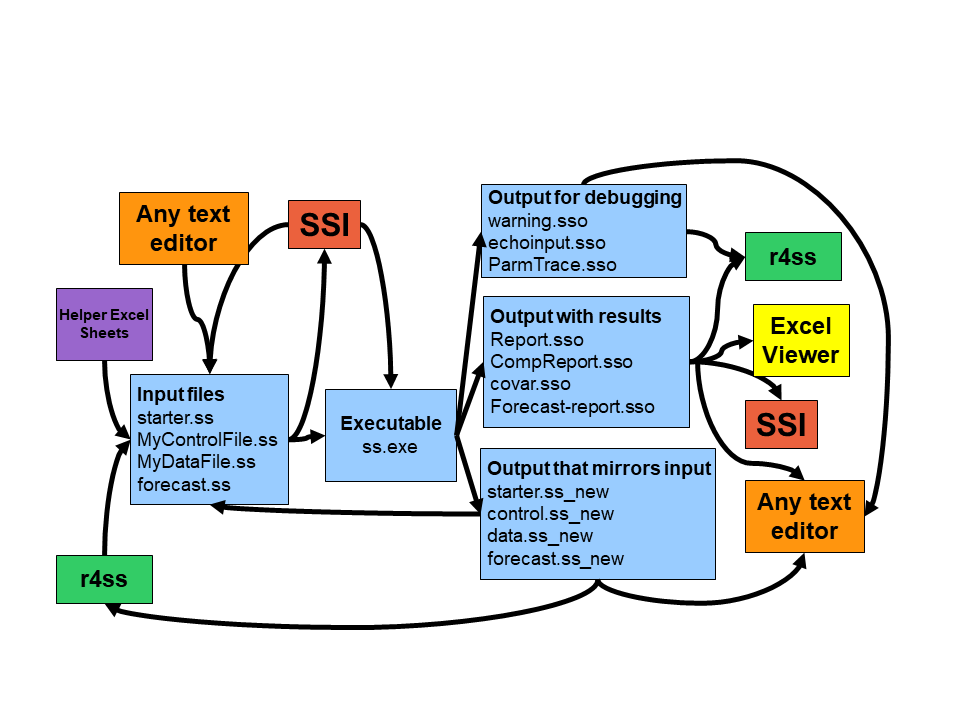 Any text
editor
SSI
Helper Excel
Sheets
Input files
starter.ss
MyControlFile.ss
MyDataFile.ss
forecast.ss
r4ss
Executable
ss.exe
Output for debugging
warning.sso
echoinput.sso
ParmTrace.sso
Output with results
Report.sso
CompReport.sso
covar.sso
Forecast-report.sso
Output that mirrors input
starter.ss_new
control.ss_new
data.ss_new
forecast.ss_new
r4ss
Excel
Viewer
SSI
Any text
editor